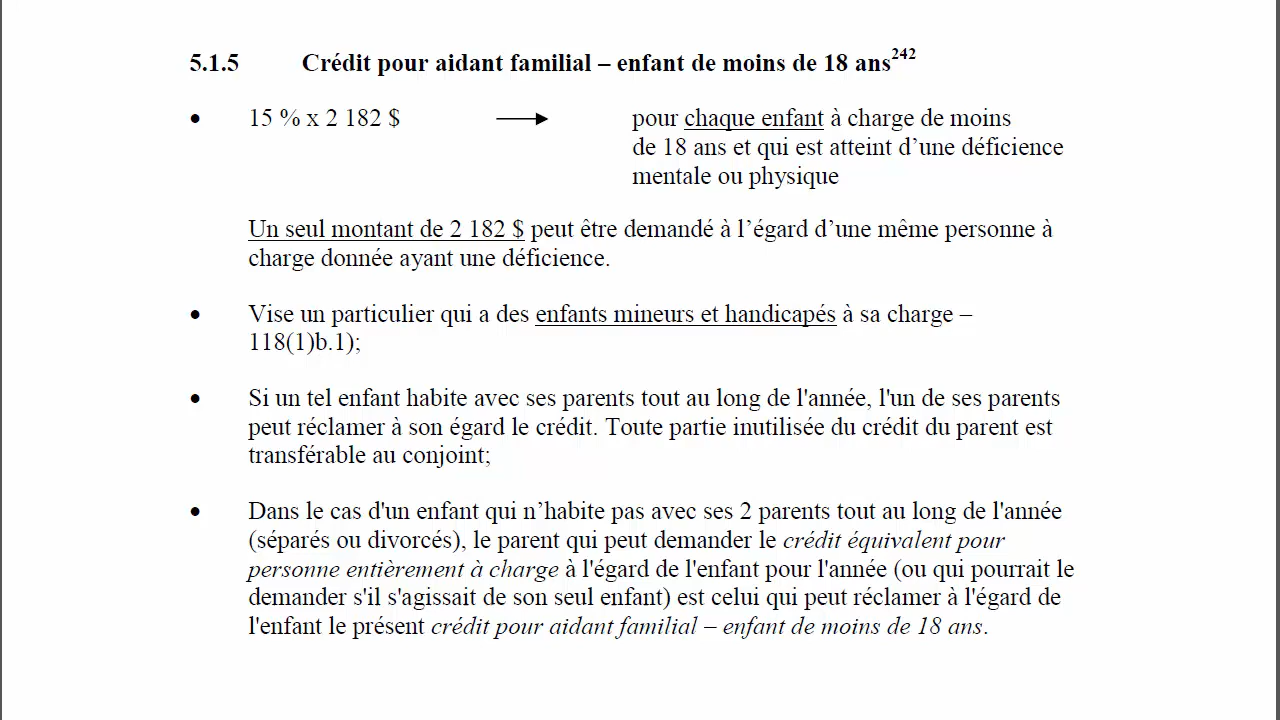 5.1.5 Crédit pour aidant familial – enfant de moins de 18 ans242
• 15 % x 2 182 $ → pour chaque enfant à charge de moins
de 18 ans et qui est atteint d’une déficience
mentale ou physique
Un seul montant de 2 182 $ peut être demandé à l’égard d’une même personne à
charge donnée ayant une déficience.
• Vise un particulier qui a des enfants mineurs et handicapés à sa charge –
118(1)b.1);
• Si un tel enfant habite avec ses parents tout au long de l'année, l'un de ses parents
peut réclamer à son égard le crédit. Toute partie inutilisée du crédit du parent est
transférable au conjoint;
• Dans le cas d'un enfant qui n’habite pas avec ses 2 parents tout au long de l'année
(séparés ou divorcés), le parent qui peut demander le crédit équivalent pour
personne entièrement à charge à l'égard de l'enfant pour l'année (ou qui pourrait le
demander s'il s'agissait de son seul enfant) est celui qui peut réclamer à l'égard de
l'enfant le présent crédit pour aidant familial – enfant de moins de 18 ans.